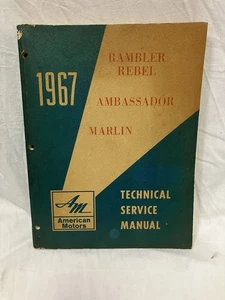 RAMBLER
REBEL
1967
AMBASSADOR
MARLIN
AM
American
Motors
TECHNICAL
SERVICE
MANUAL